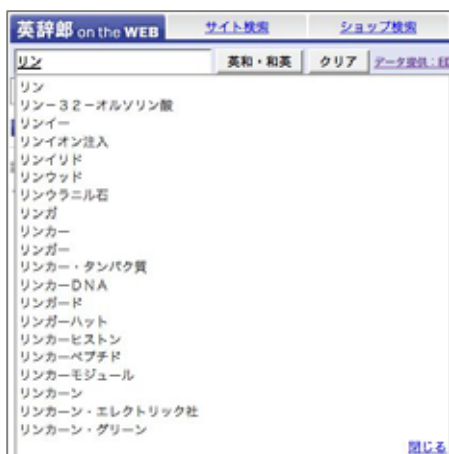 英辞郎 on the WEB サイト検索 ショップ検索
リン 英和・和英 クリア データ提供:ED
リン
リン-32-オルソリン酸
リンイー
リンイオン注入
リンイリド
リンウッド
リンウラニル石
リンガ
リンカー
リンガー
リンカー・タンパク質
リンカーDNA
リンガード
リンガーハット
リンカーヒストン
リンカーペプチド
リンカーモジュール
リンカーン
リンカーン・エレクトリック社
リンカーン・グリーン
閉じる